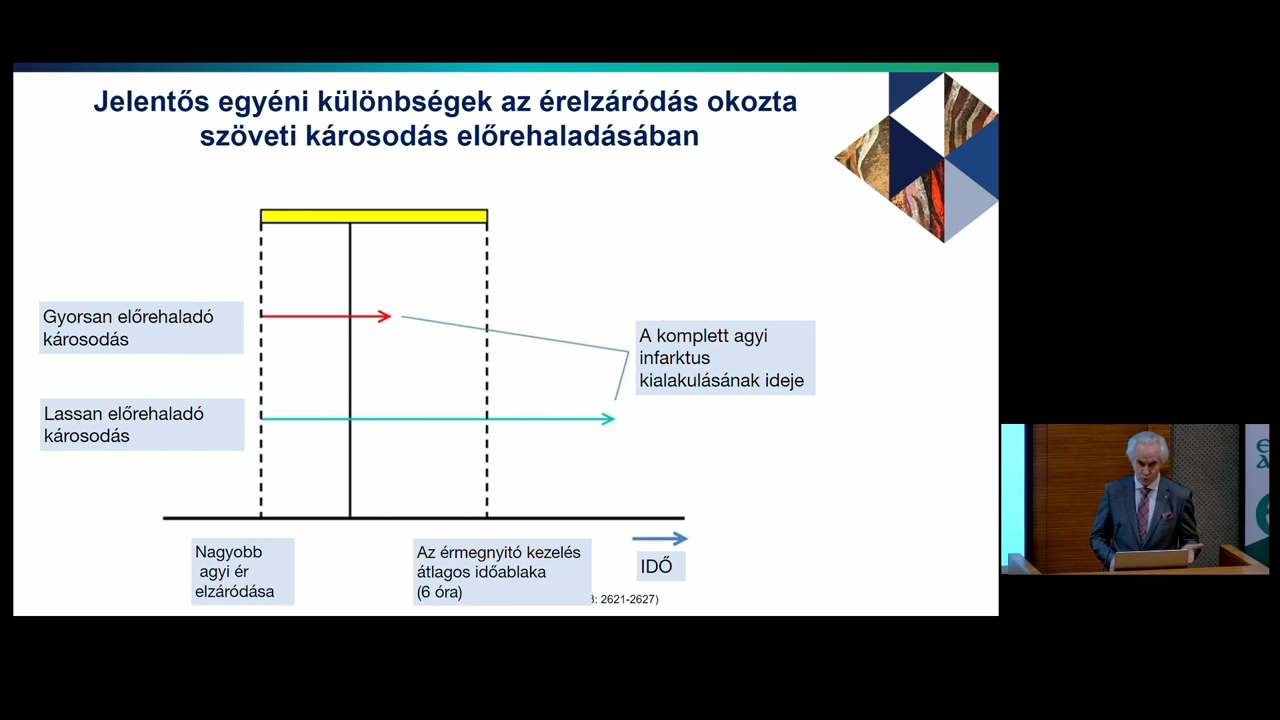 Jelentős egyéni különbségek az érelzáródás okozta
szöveti károsodás előrehaladásában
Gyorsan előrehaladó
károsodás
A komplett agyi
infarktus
kialakulásának ideje
Lassan előrehaladó
károsodás
Nagyobb
agyi ér
elzáródása
Az érmegnyitó kezelés
átlagos időablaka
(6 óra)
IDŐ
: 2621-2627)